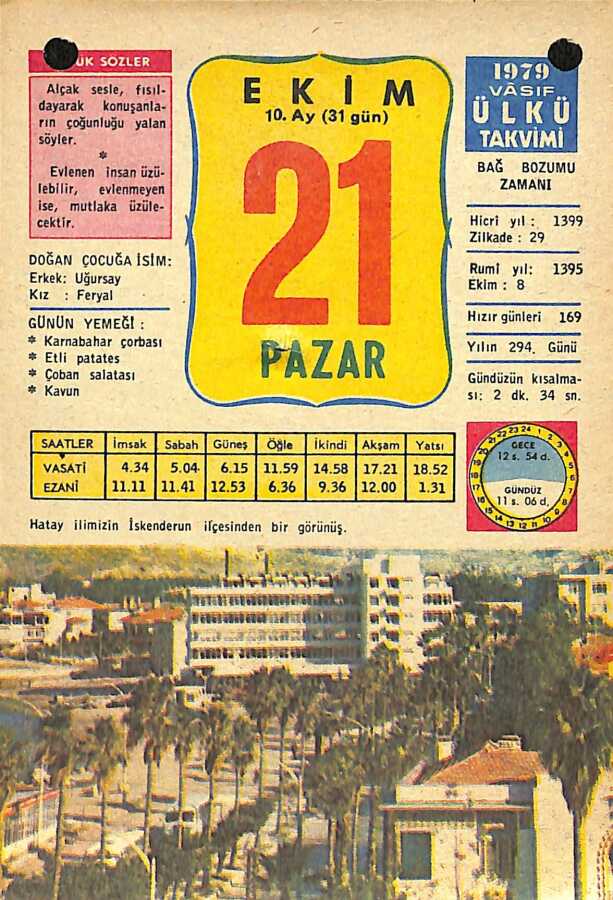 SÖZLER
Alçak sesle, fısıl-
dayarak konuşanla-
rın çoğunluğu yalan
söyler.
*
Evlenen insan üzü-
lebilir, evlenmeyen
ise, mutlaka üzüle-
cektir.
DOĞAN ÇOCUĞA İSİM:
Erkek: Uğursay
Kız : Feryal
GÜNÜN YEMEĞİ :
* Karnabahar çorbası
* Etli patates
* Çoban salatası
* Kavun
EKİM
10. Ay (31 gün)
21
PAZAR
1979
VÂSIF
ÜLKÜ
TAKVİMİ
BAĞ BOZUMU
ZAMANI
Hicri yıl : 1399
Zilkade : 29
Rumi yıl: 1395
Ekim : 8
Hızır günleri 169
Yılın 294. Günü
Gündüzün kısalma-
sı: 2 dk. 34 sn.
SAATLER İmsak Sabah Güneş Öğle İkindi Akşam Yatsı
VASATİ 4.34 5.04 6.15 11.59 14.58 17.21 18.52
EZANİ 11.11 11.41 12.53 6.36 9.36 12.00 1.31
GECE
12 s. 54 d.
GÜNDÜZ
11 s. 06 d.
Hatay ilimizin İskenderun ilçesinden bir görünüş.